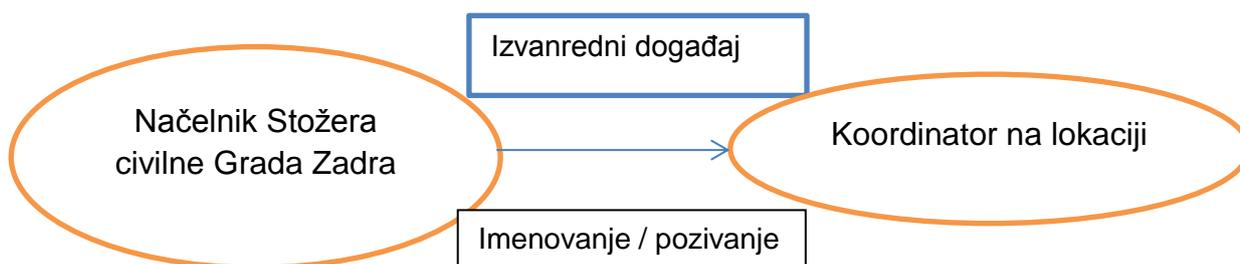 Izvanredni događaj
Načelnik Stožera
civilne Grada Zadra
Koordinator na lokaciji
Imenovanje / pozivanje